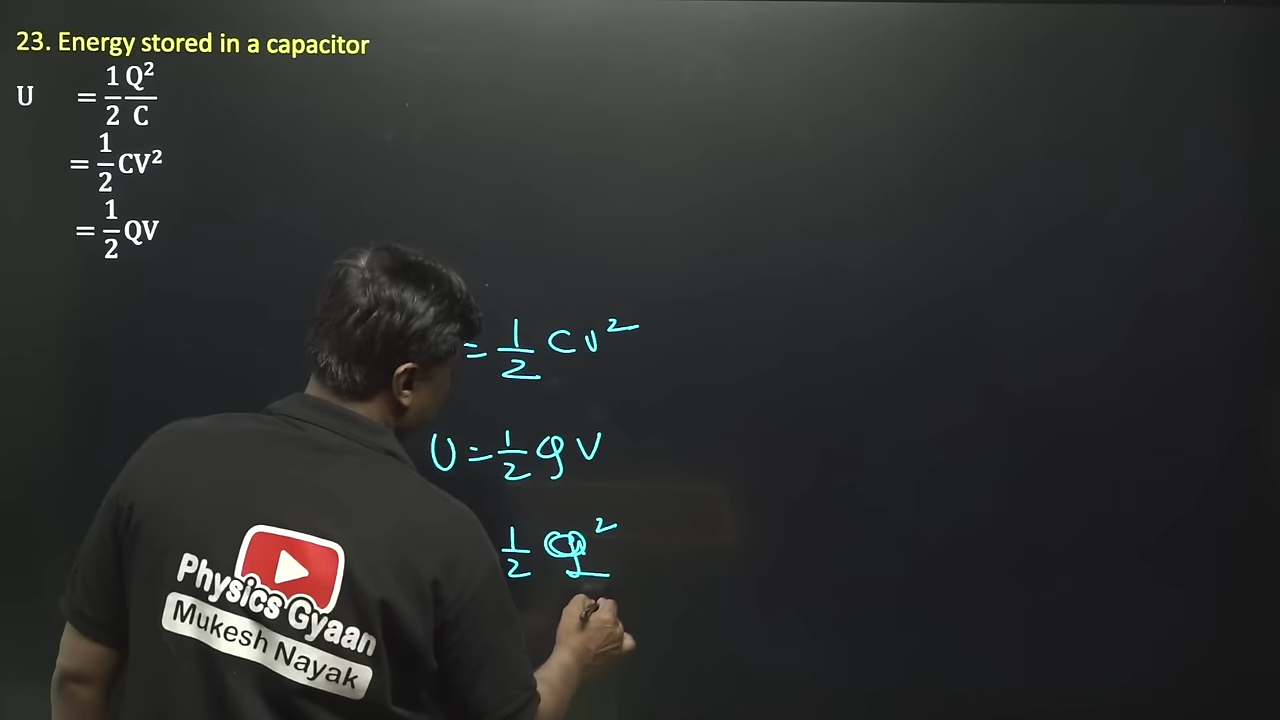 23. Energy stored in a capacitor
U = 1/2 Q²/C
= 1/2 CV²
= 1/2 QV
= 1/2 CV²
U = 1/2 QV
1/2 Q²
Physics Gyaan
Mukesh Nayak